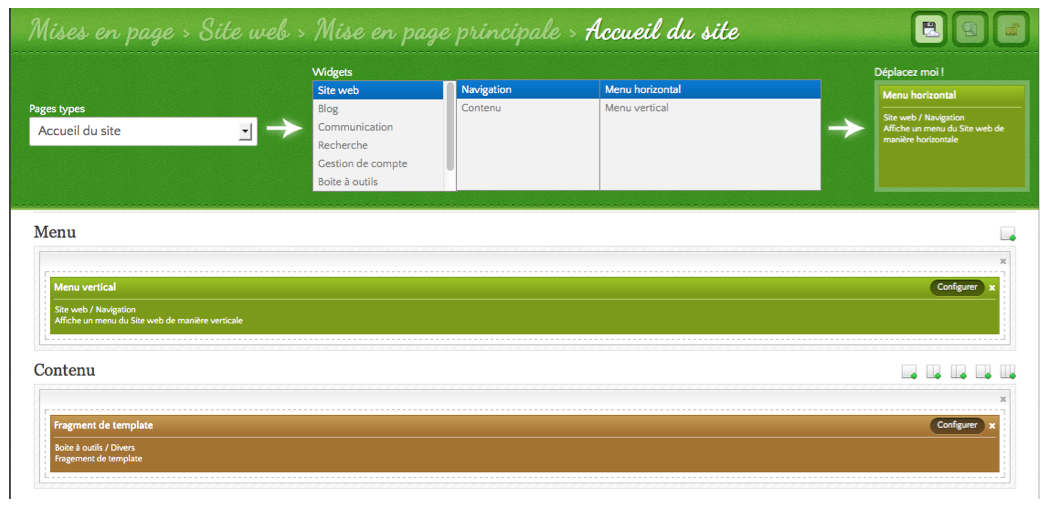 Mises en page > Site web > Mise en page principale > Accueil du site
Widgets
Déplacez moi !
Pages types
Accueil du site
Site web
Blog
Communication
Recherche
Gestion de compte
Boite à outils
Navigation
Contenu
Menu horizontal
Menu vertical
Menu horizontal
Site web / Navigation
Affiche un menu du Site web de
manière horizontale
Menu
Menu vertical
Configurer
Site web / Navigation
Affiche un menu du Site web de manière verticale
Contenu
Fragment de template
Configurer
Boite à outils / Divers
Fragement de template